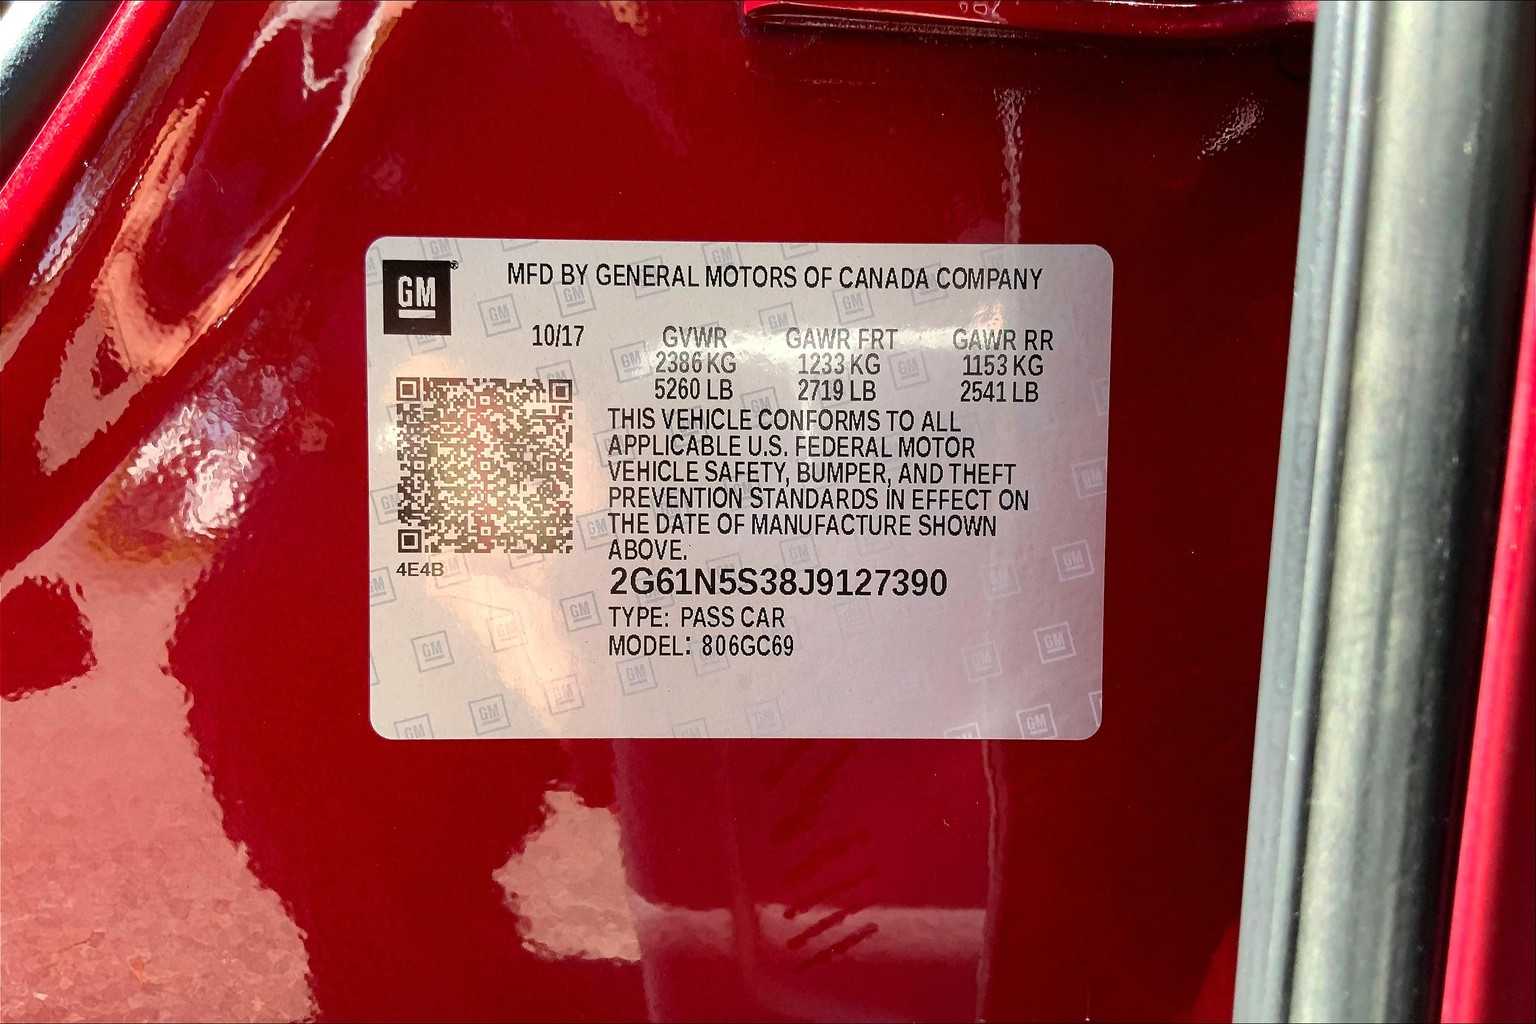 GM
MFD BY GENERAL MOTORS OF CANADA COMPANY
10/17 GVWR GAWR FRT GAWR RR
2386 KG 1233 KG 1153 KG
5260 LB 2719 LB 2541 LB
THIS VEHICLE CONFORMS TO ALL
APPLICABLE U.S. FEDERAL MOTOR
VEHICLE SAFETY, BUMPER, AND THEFT
PREVENTION STANDARDS IN EFFECT ON
THE DATE OF MANUFACTURE SHOWN
ABOVE.
4E4B
2G61N5S38J9127390
TYPE: PASS CAR
MODEL: 806GC69